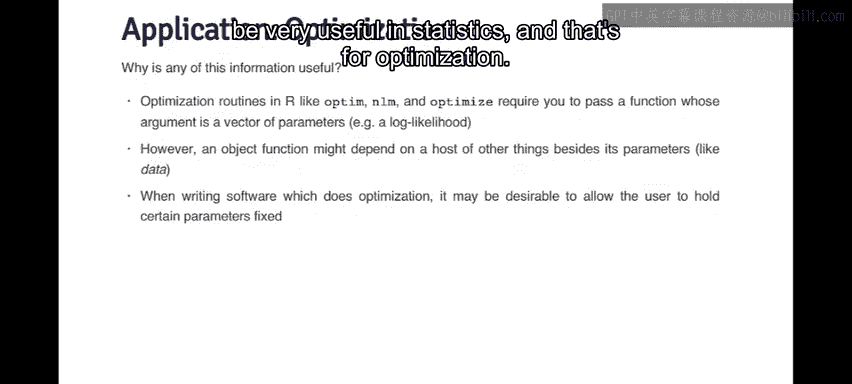 Application: Optimization
be very useful in statistics, and that's
for optimization.
Why is any of this information useful?
· Optimization routines in R like optim, nlm, and optimize require you to pass a function whose
argument is a vector of parameters (e.g. a log-likelihood)
· However, an object function might depend on a host of other things besides its parameters (like
data)
· When writing software which does optimization, it may be desirable to allow the user to hold
certain parameters fixed